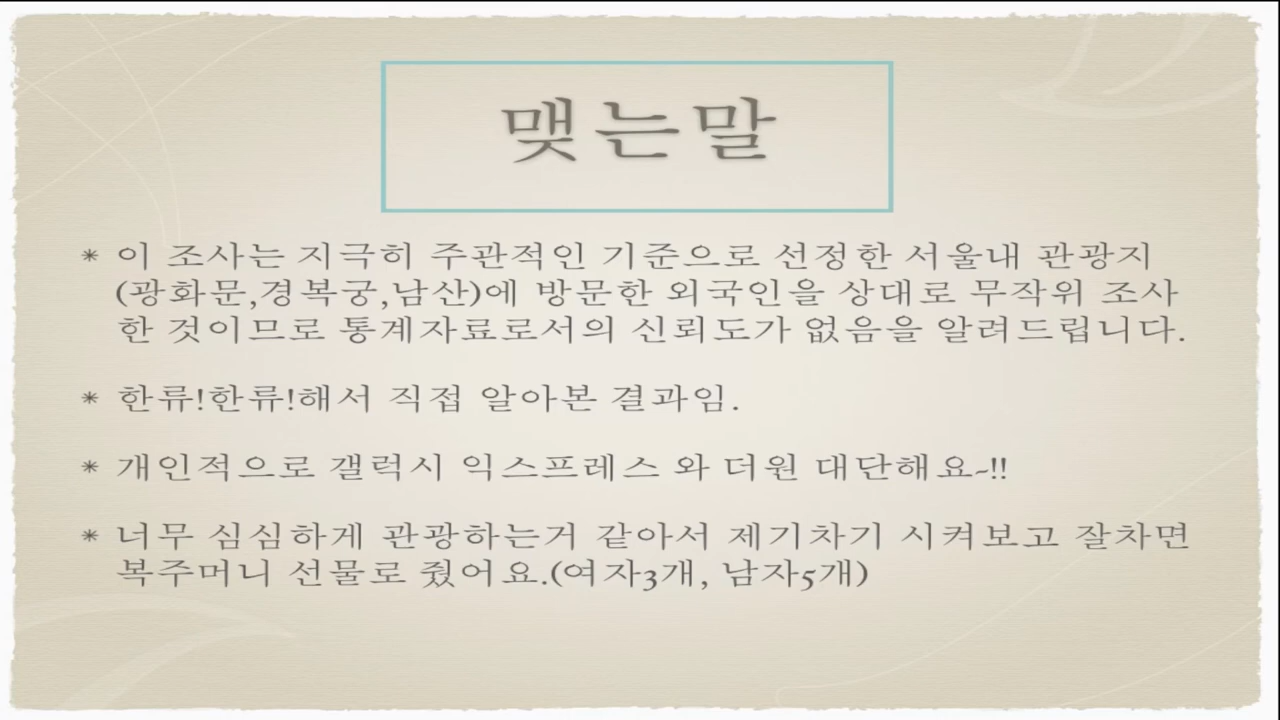 맺는말
* 이 조사는 지극히 주관적인 기준으로 선정한 서울내 관광지
(광화문,경복궁,남산)에 방문한 외국인을 상대로 무작위 조사
한 것이므로 통계자료로서의 신뢰도가 없음을 알려드립니다.
* 한류!한류!해서 직접 알아본 결과임.
* 개인적으로 갤럭시 익스프레스 와 더원 대단해요~!!
* 너무 심심하게 관광하는거 같아서 제기차기 시켜보고 잘차면
복주머니 선물로 줬어요.(여자3개, 남자5개)